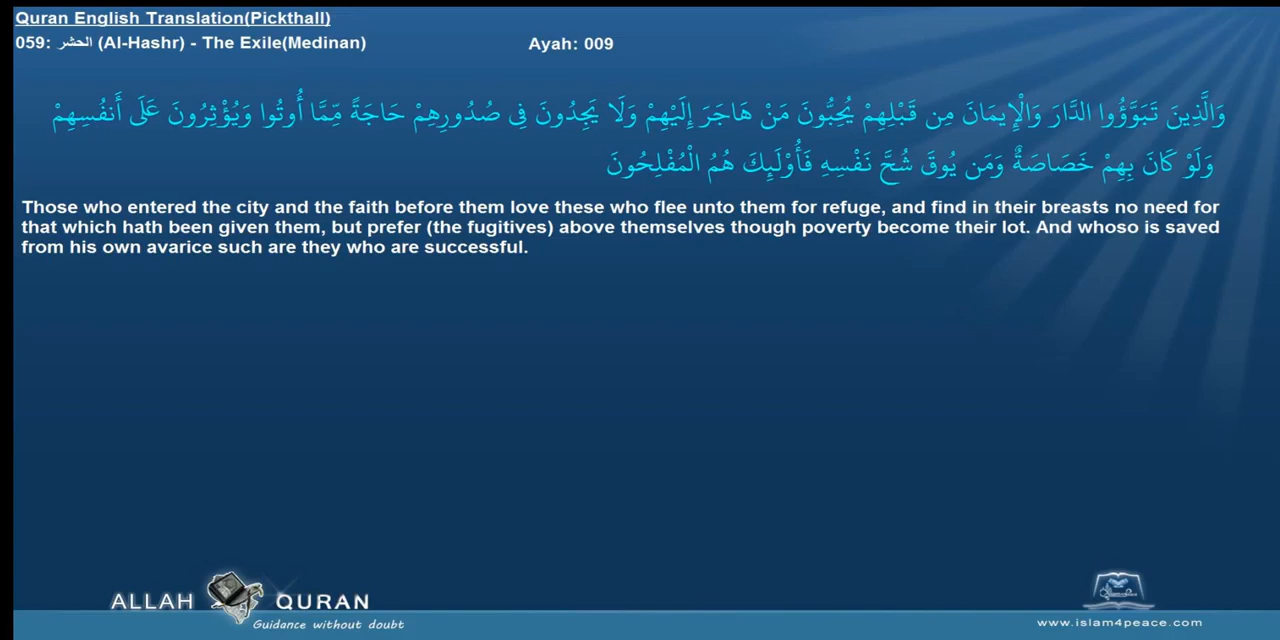 Quran English Translation(Pickthall)
059: الحشر (Al-Hashr) - The Exile(Medinan) Ayah: 009
وَالَّذِينَ تَبَوَّؤُوا الدَّارَ وَالْإِيمَانَ مِن قَبْلِهِمْ يُحِبُّونَ مَنْ هَاجَرَ إِلَيْهِمْ وَلَا يَجِدُونَ فِي صُدُورِهِمْ حَاجَةً مِّمَّا أُوتُوا وَيُؤْثِرُونَ عَلَى أَنفُسِهِمْ
وَلَوْ كَانَ بِهِمْ خَصَاصَةٌ وَمَن يُوقَ شُحَّ نَفْسِهِ فَأُوْلَئِكَ هُمُ الْمُفْلِحُونَ
Those who entered the city and the faith before them love these who flee unto them for refuge, and find in their breasts no need for
that which hath been given them, but prefer (the fugitives) above themselves though poverty become their lot. And whoso is saved
from his own avarice such are they who are successful.
ALLAH QURAN
Guidance without doubt
www.islam4peace.com